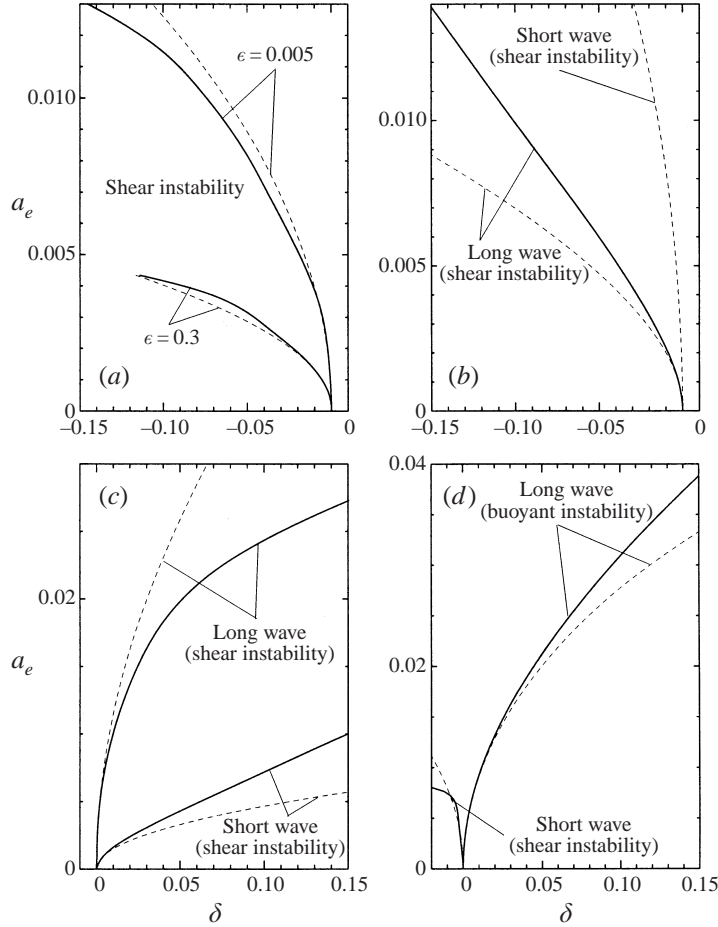 ϵ = 0.005
0.010
Shear instability
a_e
0.005
ϵ = 0.3
(a)
0
–0.15
–0.10
–0.05
0
Short wave
(shear instability)
0.010
Long wave
(shear instability)
0.005
(b)
0
–0.15
–0.10
–0.05
0
(c)
0.02
Long wave
(shear instability)
a_e
Short wave
(shear instability)
0
0
0.05
0.10
0.15
δ
0.04
(d)
Long wave
(buoyant instability)
0.02
Short wave
(shear instability)
0
0
0.05
0.10
0.15
δ